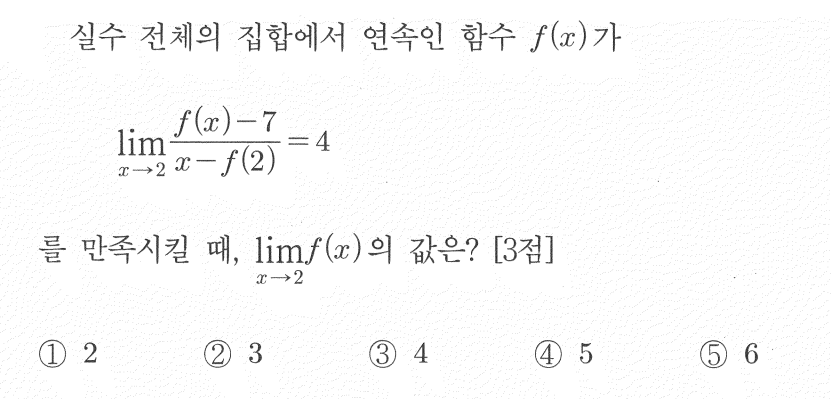 실수 전체의 집합에서 연속인 함수 f(x)가
lim_{x→2} \frac{f(x)-7}{x-f(2)} = 4
를 만족시킬 때, lim_{x→2} f(x)의 값은? [3점]
① 2 ② 3 ③ 4 ④ 5 ⑤ 6